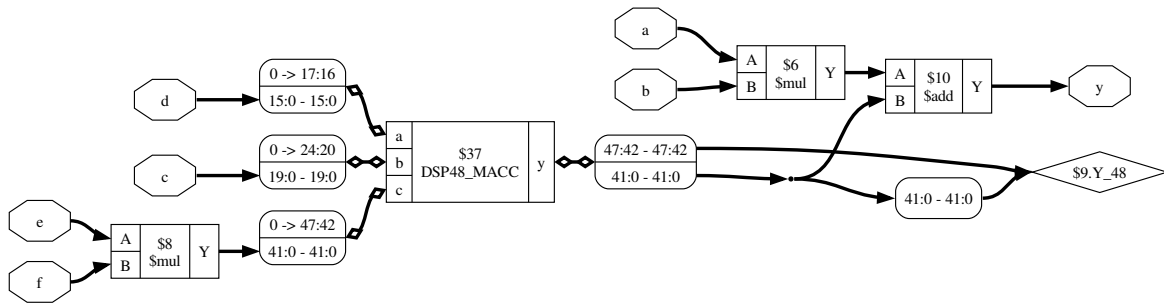 a
b
A
B
$6
$mul
Y
A
B
$10
$add
Y
y
d
0 -> 17:16
15:0 - 15:0
c
0 -> 24:20
19:0 - 19:0
a
b
c
$37
DSP48_MACC
y
47:42 - 47:42
41:0 - 41:0
41:0 - 41:0
$9.Y_48
e
f
A
B
$8
$mul
Y
0 -> 47:42
41:0 - 41:0